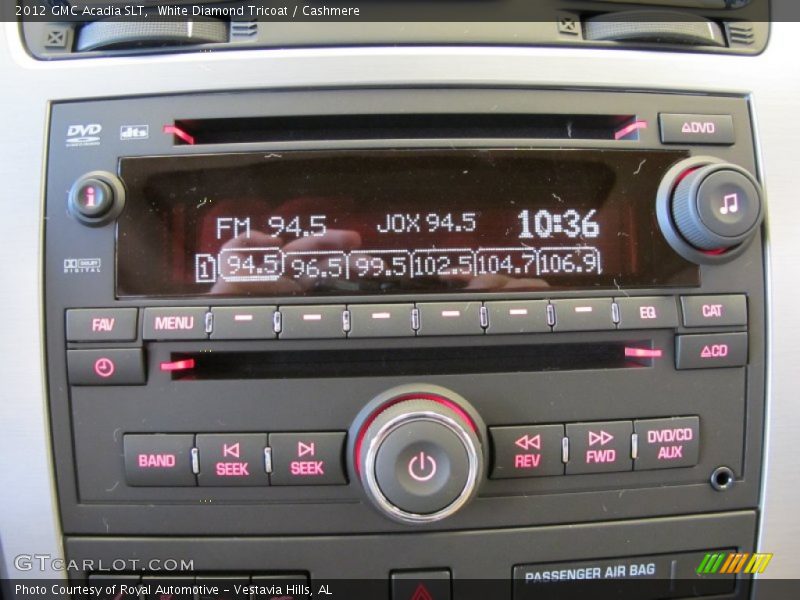 2012 GMC Acadia SLT, White Diamond Tricoat / Cashmere
DVD dts DVD
i
FM 94.5 JOX 94.5 10:36
1 94.5 96.5 99.5 102.5 104.7 106.9
DOLBY DIGITAL
FAV MENU EQ CAT
CD
BAND SEEK SEEK REV FWD DVD/CD AUX
PASSENGER AIR BAG
GTCARLOT.COM
Photo Courtesy of Royal Automotive - Vestavia Hills, AL